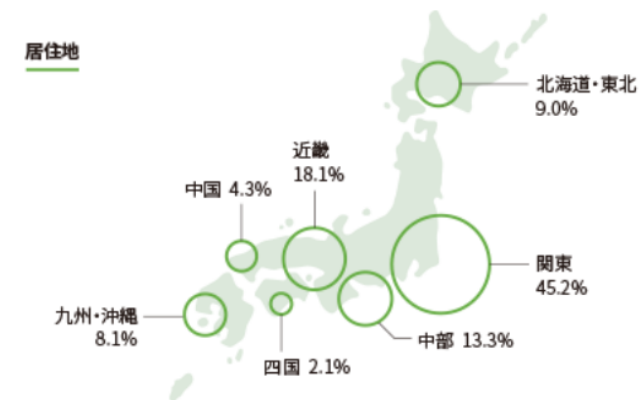 居住地
北海道・東北
9.0%
近畿
18.1%
中国 4.3%
関東
45.2%
九州・沖縄
8.1%
中部 13.3%
四国 2.1%